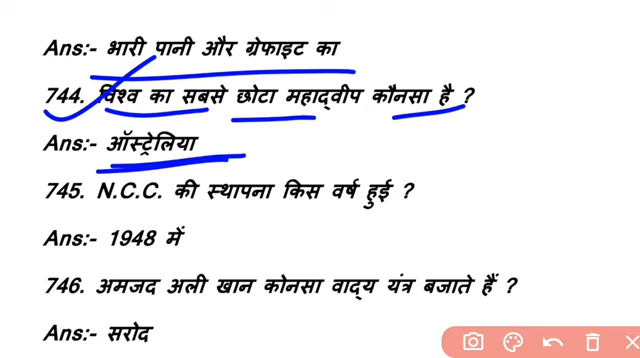 Ans:- भारी पानी और ग्रेफाइट का
744. विश्व का सबसे छोटा महाद्वीप कौनसा है ?
Ans:- ऑस्ट्रेलिया
745. N.C.C. की स्थापना किस वर्ष हुई ?
Ans:- 1948 में
746. अमजद अली खान कोनसा वाद्य यंत्र बजाते हैं ?
Ans:- सरोद